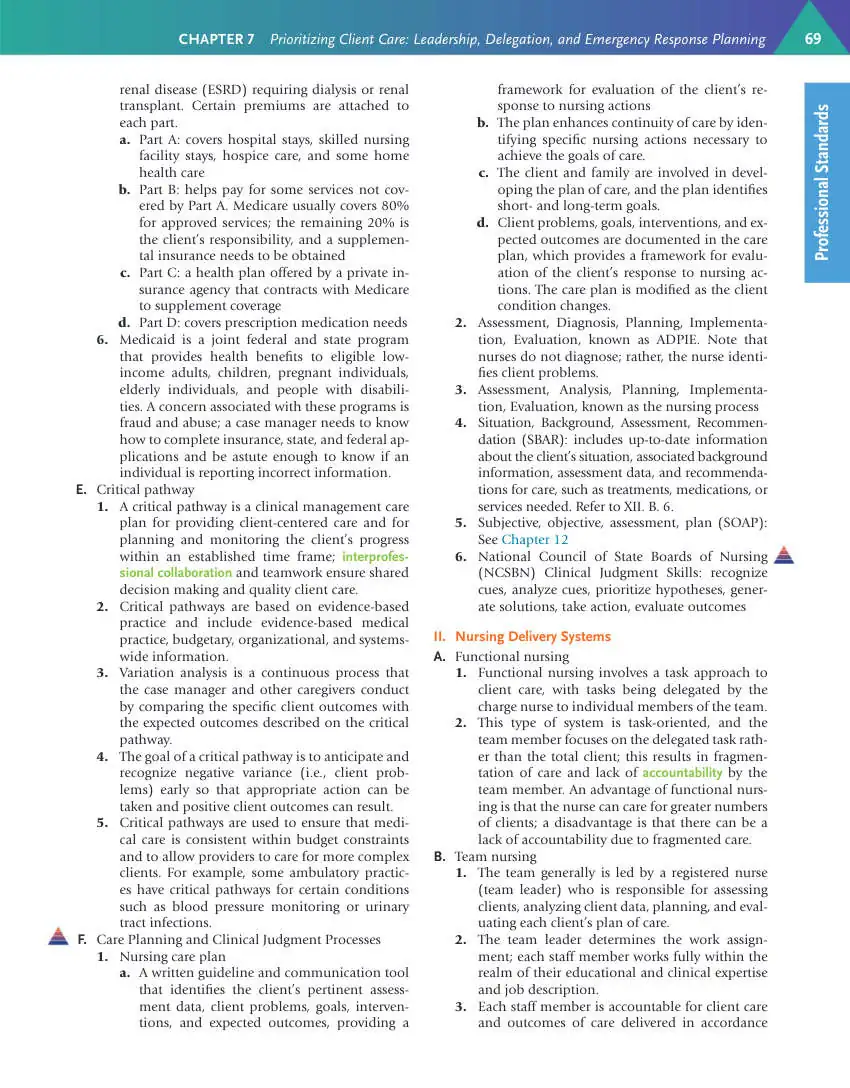 CHAPTER 7 Prioritizing Client Care: Leadership, Delegation, and Emergency Response Planning 69
renal disease (ESRD) requiring dialysis or renal
transplant. Certain premiums are attached to
each part.
a. Part A: covers hospital stays, skilled nursing
facility stays, hospice care, and some home
health care
b. Part B: helps pay for some services not cov-
ered by Part A. Medicare usually covers 80%
for approved services; the remaining 20% is
the client's responsibility, and a supplemen-
tal insurance needs to be obtained
c. Part C: a health plan offered by a private in-
surance agency that contracts with Medicare
to supplement coverage
d. Part D: covers prescription medication needs
6. Medicaid is a joint federal and state program
that provides health benefits to eligible low-
income adults, children, pregnant individuals,
elderly individuals, and people with disabili-
ties. A concern associated with these programs is
fraud and abuse; a case manager needs to know
how to complete insurance, state, and federal ap-
plications and be astute enough to know if an
individual is reporting incorrect information.
E. Critical pathway
1. A critical pathway is a clinical management care
plan for providing client-centered care and for
planning and monitoring the client's progress
within an established time frame; interprofes-
sional collaboration and teamwork ensure shared
decision making and quality client care.
2. Critical pathways are based on evidence-based
practice and include evidence-based medical
practice, budgetary, organizational, and systems-
wide information.
3. Variation analysis is a continuous process that
the case manager and other caregivers conduct
by comparing the specific client outcomes with
the expected outcomes described on the critical
pathway.
4. The goal of a critical pathway is to anticipate and
recognize negative variance (i.e., client prob-
lems) early so that appropriate action can be
taken and positive client outcomes can result.
5. Critical pathways are used to ensure that medi-
cal care is consistent within budget constraints
and to allow providers to care for more complex
clients. For example, some ambulatory practic-
es have critical pathways for certain conditions
such as blood pressure monitoring or urinary
tract infections.
F. Care Planning and Clinical Judgment Processes
1. Nursing care plan
a. A written guideline and communication tool
that identifies the client's pertinent assess-
ment data, client problems, goals, interven-
tions, and expected outcomes, providing a
framework for evaluation of the client's re-
sponse to nursing actions
b. The plan enhances continuity of care by iden-
tifying specific nursing actions necessary to
achieve the goals of care.
c. The client and family are involved in devel-
oping the plan of care, and the plan identifies
short- and long-term goals.
d. Client problems, goals, interventions, and ex-
pected outcomes are documented in the care
plan, which provides a framework for evalu-
ation of the client's response to nursing ac-
tions. The care plan is modified as the client
condition changes.
2. Assessment, Diagnosis, Planning, Implementa-
tion, Evaluation, known as ADPIE. Note that
nurses do not diagnose; rather, the nurse identi-
fies client problems.
3. Assessment, Analysis, Planning, Implementa-
tion, Evaluation, known as the nursing process
4. Situation, Background, Assessment, Recommen-
dation (SBAR): includes up-to-date information
about the client's situation, associated background
information, assessment data, and recommenda-
tions for care, such as treatments, medications, or
services needed. Refer to XII. B. 6.
5. Subjective, objective, assessment, plan (SOAP):
See Chapter 12
6. National Council of State Boards of Nursing
(NCSBN) Clinical Judgment Skills: recognize
cues, analyze cues, prioritize hypotheses, gener-
ate solutions, take action, evaluate outcomes
II. Nursing Delivery Systems
A. Functional nursing
1. Functional nursing involves a task approach to
client care, with tasks being delegated by the
charge nurse to individual members of the team.
2. This type of system is task-oriented, and the
team member focuses on the delegated task rath-
er than the total client; this results in fragmen-
tation of care and lack of accountability by the
team member. An advantage of functional nurs-
ing is that the nurse can care for greater numbers
of clients; a disadvantage is that there can be a
lack of accountability due to fragmented care.
B. Team nursing
1. The team generally is led by a registered nurse
(team leader) who is responsible for assessing
clients, analyzing client data, planning, and eval-
uating each client's plan of care.
2. The team leader determines the work assign-
ment; each staff member works fully within the
realm of their educational and clinical expertise
and job description.
3. Each staff member is accountable for client care
and outcomes of care delivered in accordance
Professional Standards